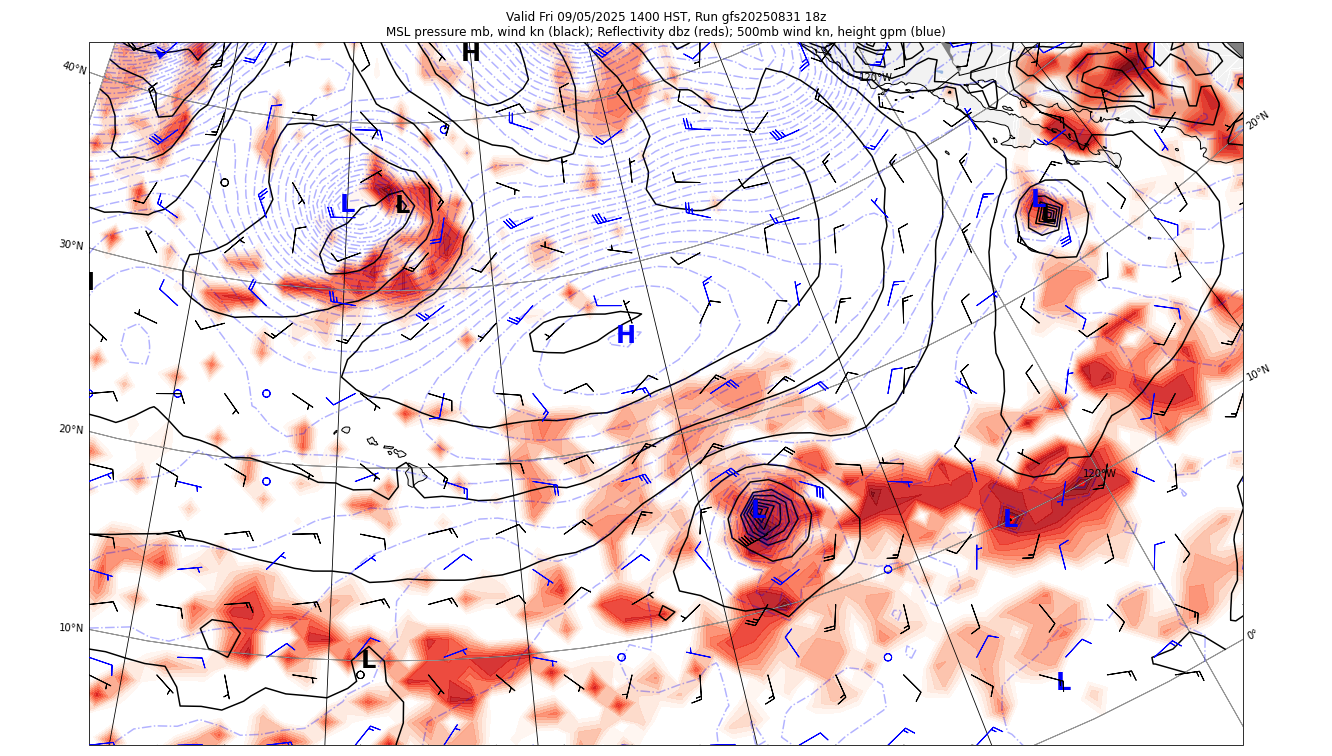 Valid Fri 09/05/2025 1400 HST, Run gfs20250831 18z
MSL pressure mb, wind kn (black); Reflectivity dbz (reds); 500mb wind kn, height gpm (blue)
H
40°N
120°W
20°N
L
L
L
L
30°N
H
10°N
20°N
120°W
L
L
10°N
0°
L
L